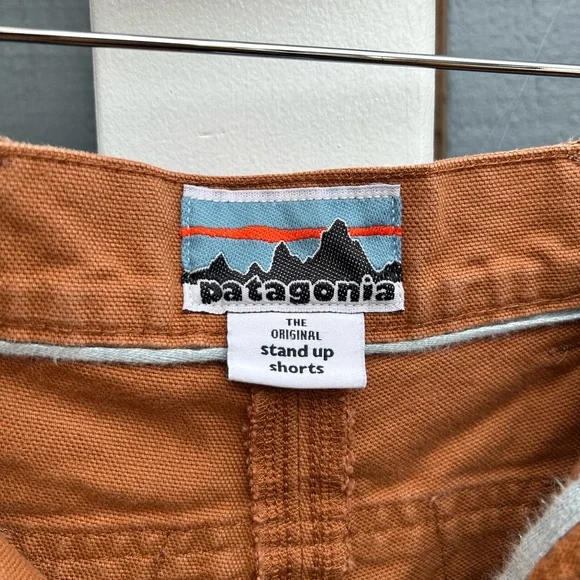 patagonia
THE
ORIGINAL
stand up
shorts